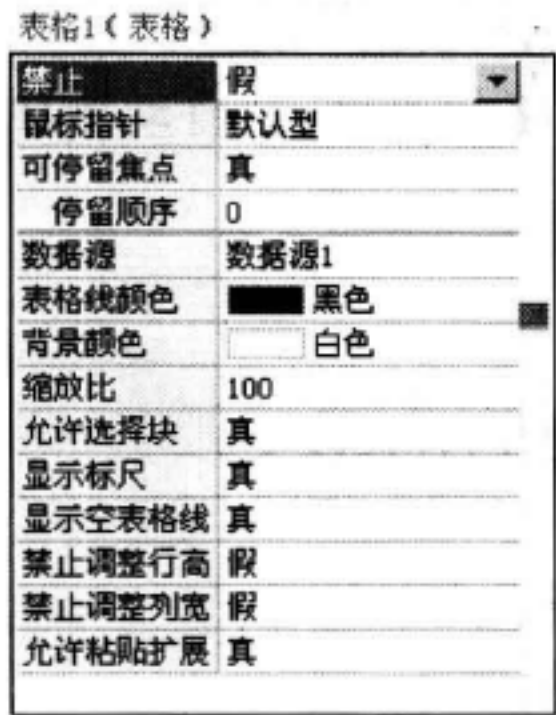 表格1（表格）
禁止 假
鼠标指针 默认型
可停留焦点 真
停留顺序 0
数据源 数据源1
表格线颜色 黑色
背景颜色 白色
缩放比 100
允许选择块 真
显示标尺 真
显示空表格线 真
禁止调整行高 假
禁止调整列宽 假
允许粘贴扩展 真